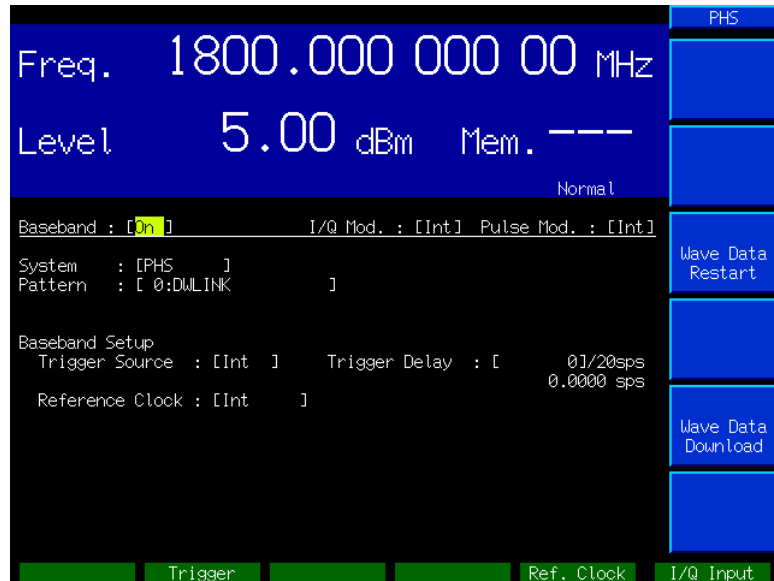 PHS
Freq. 1800.000 000 00 MHz
Level 5.00 dBm Mem. ---
Normal
Baseband : [On ] I/Q Mod. : [Int] Pulse Mod. : [Int]
System : [PHS ]
Pattern : [ 0:DWLINK ]
Wave Data
Restart
Baseband Setup
Trigger Source : [Int ] Trigger Delay : [ 0]/20sps
0.0000 sps
Reference Clock : [Int ]
Wave Data
Download
Trigger Ref. Clock I/Q Input